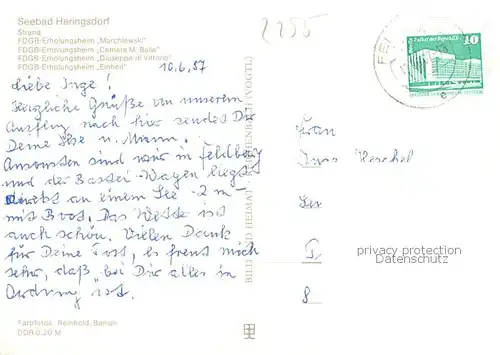 Seebad Heringsdorf
Strand
FDGB-Erholungsheim „Marchlewski"
FDGB-Erholungsheim „Camara M. Balla"
FDGB-Erholungsheim „Giuseppe di Vittorio"
FDGB-Erholungsheim „Einheit"
10.6.87
Liebe Inge!
Herzliche Grüße von unserem
Ausflug nach hier sendet Dir
Deine Ilse u. Mann.
Ansonsten sind wir in Feldberg
und der Bastei-Wagen liegt
direkt an einem See -2 m-
mit Boot. Das Wetter ist
auch schön. Vielen Dank
für Deine Post, es freut mich
sehr, daß bei Dir alles in
Ordnung ist.
Farbfotos: Reinhold, Bansin
DDR 0,20 M
BILD UND HEIMAT REICHENBACH (VOGTL)
2255
Palast der Republik
10
DEUTSCHE DEMOKRATISCHE REPUBLIK
Frau
privacy protection
Datenschutz